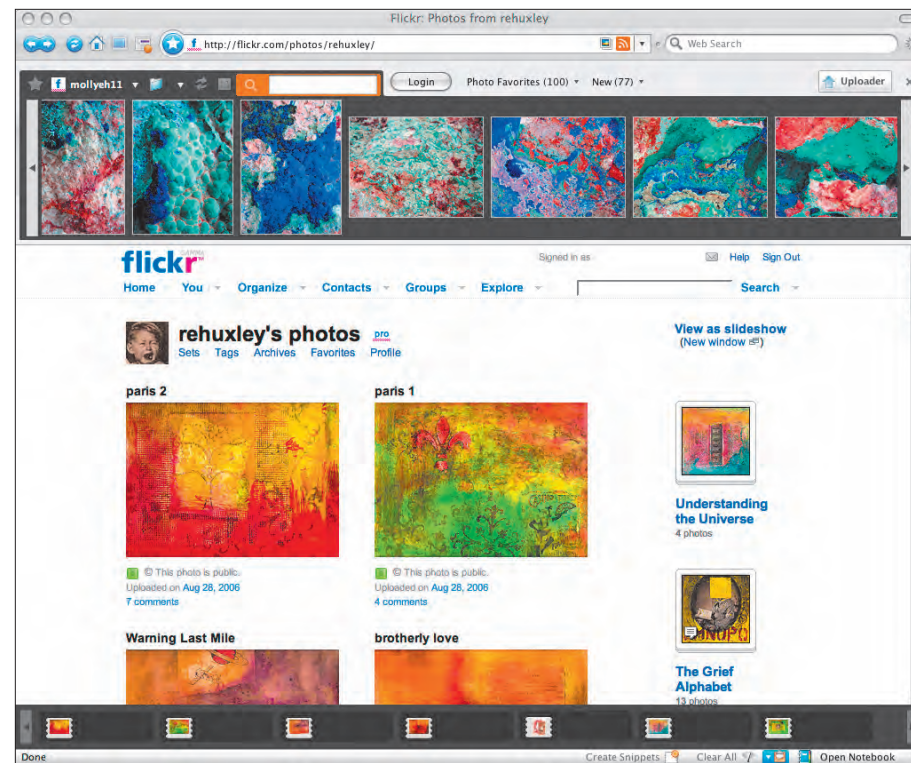 Flickr: Photos from rehuxley
http://flickr.com/photos/rehuxley/
Web Search
mollyeh11
Login
Photo Favorites (100)
New (77)
Uploader
flickr
Signed in as
Help
Sign Out
Home
You
Organize
Contacts
Groups
Explore
Search
rehuxley's photos
pro
Sets
Tags
Archives
Favorites
Profile
View as slideshow
(New window)
paris 2
paris 1
© This photo is public.
Uploaded on Aug 28, 2006
7 comments
© This photo is public.
Uploaded on Aug 28, 2006
4 comments
Understanding
the Universe
4 photos
Warning Last Mile
brotherly love
The Grief
Alphabet
13 photos
Done
Create Snippets
Clear All
Open Notebook